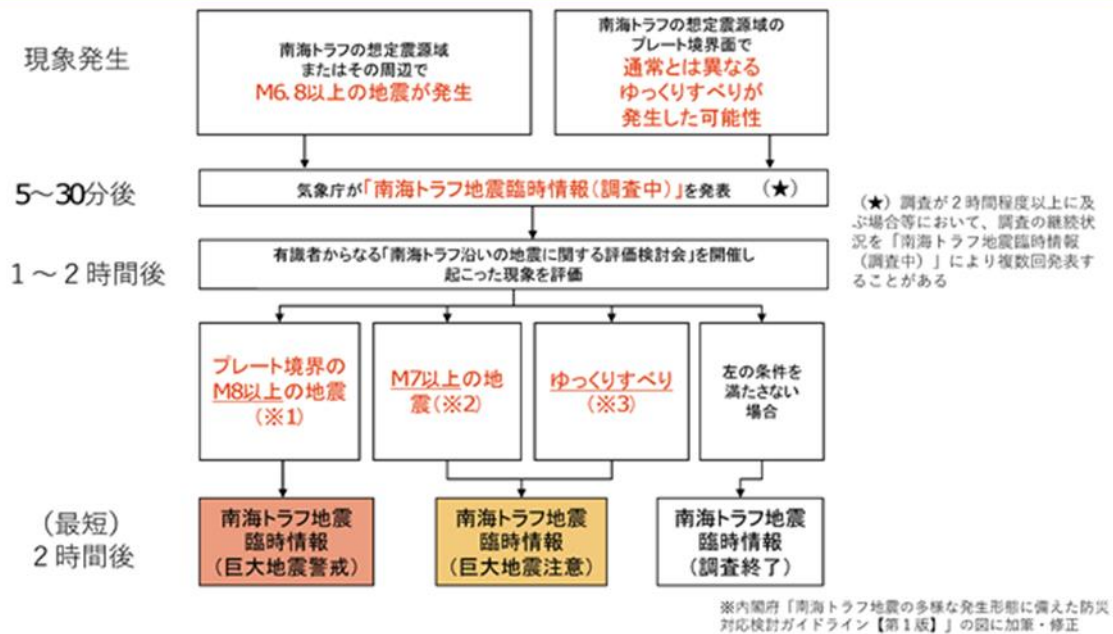 現象発生
南海トラフの想定震源域
またはその周辺で
M6.8以上の地震が発生
南海トラフの想定震源域の
プレート境界面で
通常とは異なる
ゆっくりすべりが
発生した可能性
5～30分後
気象庁が「南海トラフ地震臨時情報(調査中)」を発表 (★)
(★)調査が2時間程度以上に及
ぶ場合等において、調査の継続状
況を「南海トラフ地震臨時情報
(調査中)」により複数回発表す
ることがある
1～2時間後
有識者からなる「南海トラフ沿いの地震に関する評価検討会」を開催し
起こった現象を評価
プレート境界の
M8以上の地震
(※1)
M7以上の地
震(※2)
ゆっくりすべり
(※3)
左の条件を
満たさない
場合
(最短)
2時間後
南海トラフ地震
臨時情報
(巨大地震警戒)
南海トラフ地震
臨時情報
(巨大地震注意)
南海トラフ地震
臨時情報
(調査終了)
※内閣府「南海トラフ地震の多様な発生形態に備えた防災
対応検討ガイドライン【第1版】」の図に加筆・修正